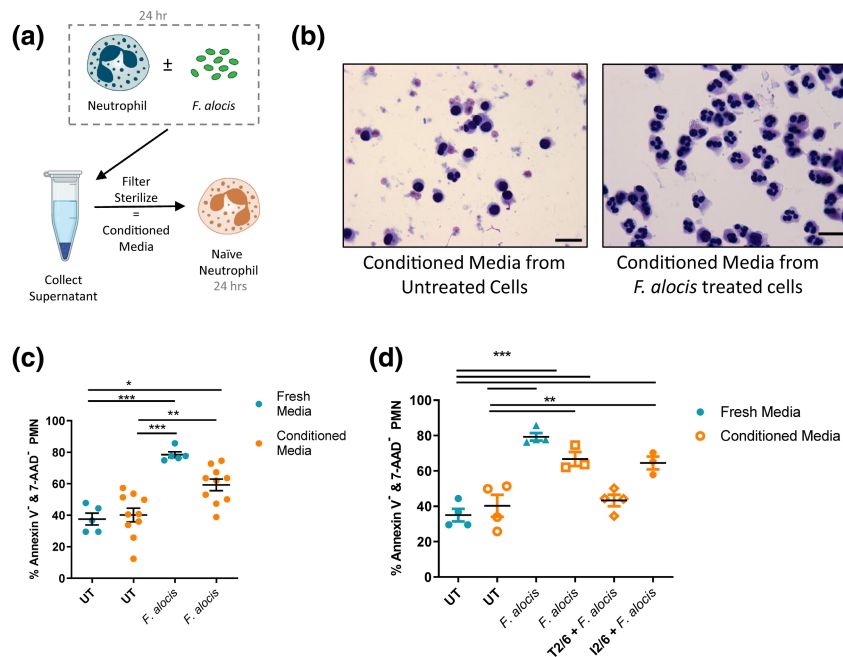 (a)
24 hr
±
Neutrophil
F. alocis
Filter
Sterilize
=
Conditioned
Media
Collect
Supernatant
Naïve
Neutrophil
24 hrs
(b)
Conditioned Media from
Untreated Cells
Conditioned Media from
F. alocis treated cells
(c)
*
***
**
***
Fresh
Media
Conditioned
Media
% Annexin V⁻ & 7-AAD⁻ PMN
100
80
60
40
20
0
UT
UT
F. alocis
F. alocis
(d)
***
**
Fresh Media
Conditioned Media
% Annexin V⁻ & 7-AAD⁻ PMN
100
80
60
40
20
0
UT
UT
F. alocis
F. alocis
T2/6 + F. alocis
I2/6 + F. alocis